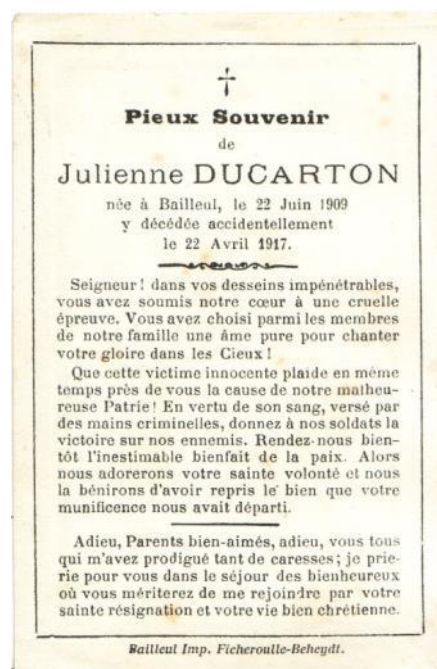 Pieux Souvenir
de
Julienne DUCARTON
née à Bailleul, le 22 Juin 1909
y décédée accidentellement
le 22 Avril 1917.
Seigneur ! dans vos desseins impénétrables,
vous avez soumis notre cœur à une cruelle
épreuve. Vous avez choisi parmi les membres
de notre famille une âme pure pour chanter
votre gloire dans les Cieux !
Que cette victime innocente plaide en même
temps près de vous la cause de notre malheu-
reuse Patrie ! En vertu de son sang, versé par
des mains criminelles, donnez à nos soldats la
victoire sur nos ennemis. Rendez-nous bien-
tôt l'inestimable bienfait de la paix. Alors
nous adorerons votre sainte volonté et nous
la bénirons d'avoir repris le bien que votre
munificence nous avait départi.
Adieu, Parents bien-aimés, adieu, vous tous
qui m'avez prodigué tant de caresses ; je prie-
rie pour vous dans le séjour des bienheureux
où vous mériterez de me rejoindre par votre
sainte résignation et votre vie bien chrétienne.
Bailleul Imp. Ficheroulle-Beheydt.